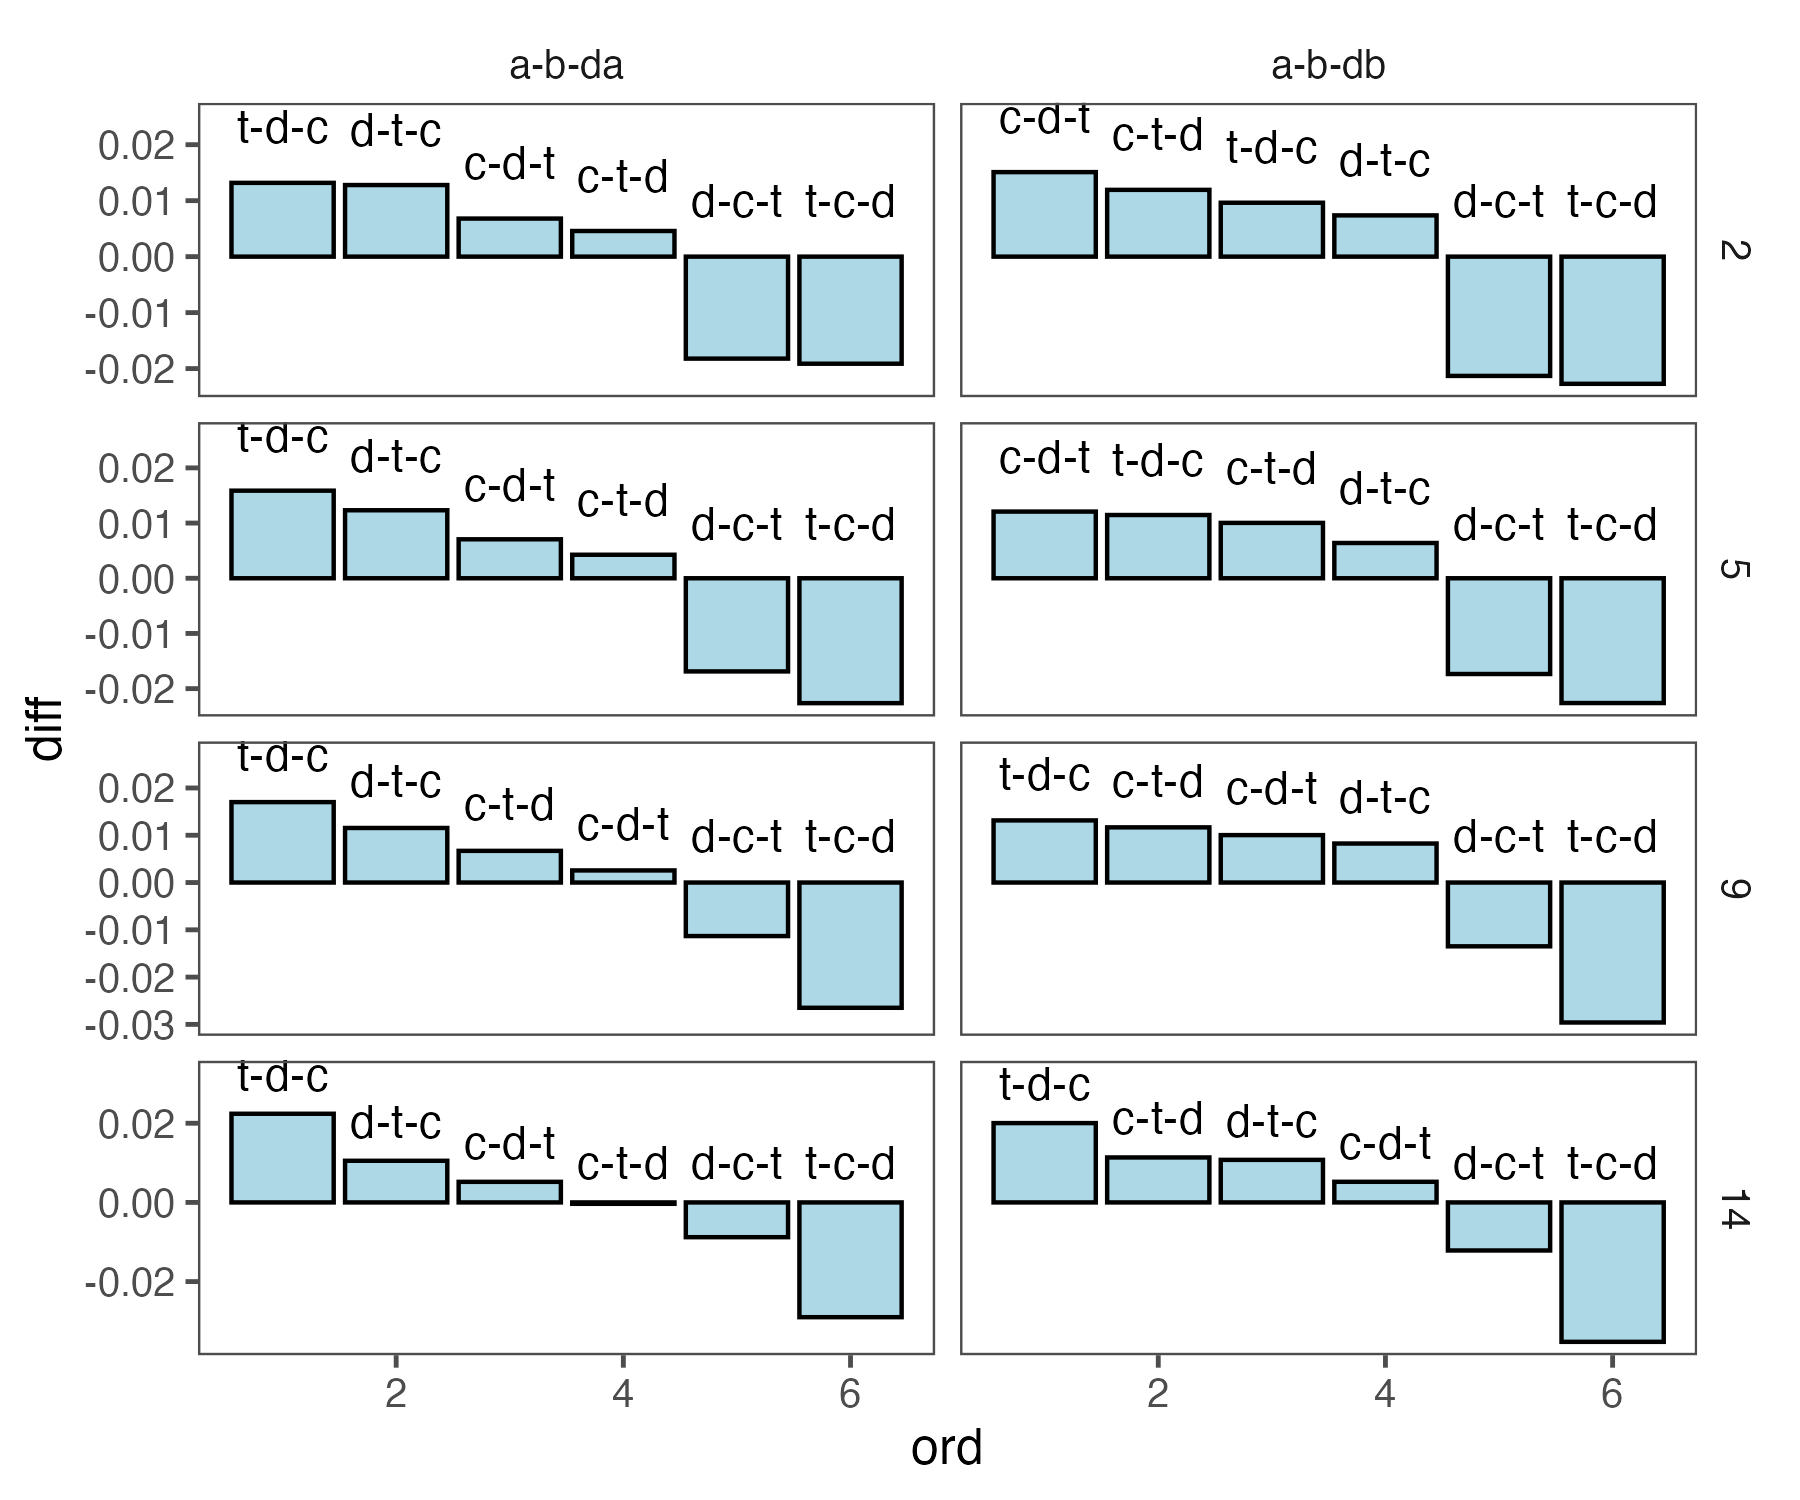 a-b-da a-b-db
t-d-c d-t-c c-d-t c-t-d d-c-t t-c-d
c-d-t c-t-d t-d-c d-t-c d-c-t t-c-d
0.02
0.01
0.00
-0.01
-0.02
2
t-d-c d-t-c c-d-t c-t-d d-c-t t-c-d
c-d-t t-d-c c-t-d d-t-c d-c-t t-c-d
0.02
0.01
0.00
-0.01
-0.02
5
t-d-c d-t-c c-t-d c-d-t d-c-t t-c-d
t-d-c c-t-d c-d-t d-t-c d-c-t t-c-d
0.02
0.01
0.00
-0.01
-0.02
-0.03
9
t-d-c d-t-c c-d-t c-t-d d-c-t t-c-d
t-d-c c-t-d d-t-c c-d-t d-c-t t-c-d
0.02
0.00
-0.02
14
2 4 6 2 4 6
ord
diff